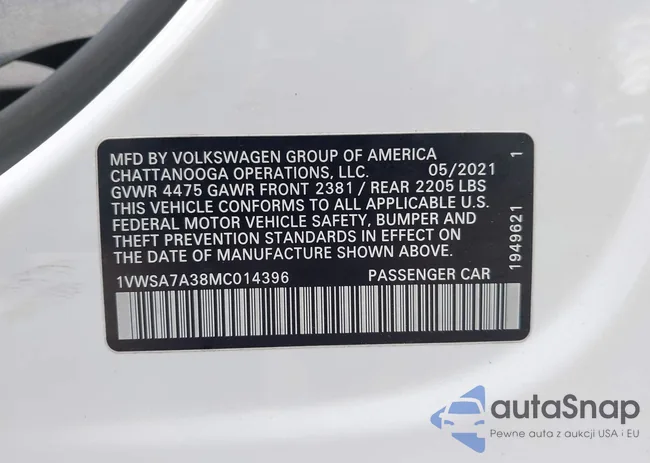 MFD BY VOLKSWAGEN GROUP OF AMERICA
CHATTANOOGA OPERATIONS, LLC. 05/2021
GVWR 4475 GAWR FRONT 2381 / REAR 2205 LBS
THIS VEHICLE CONFORMS TO ALL APPLICABLE U.S.
FEDERAL MOTOR VEHICLE SAFETY, BUMPER AND
THEFT PREVENTION STANDARDS IN EFFECT ON
THE DATE OF MANUFACTURE SHOWN ABOVE.
1VWSA7A38MC014396 PASSENGER CAR
1949621 1
autaSnap
Pewne auta z aukcji USA i EU